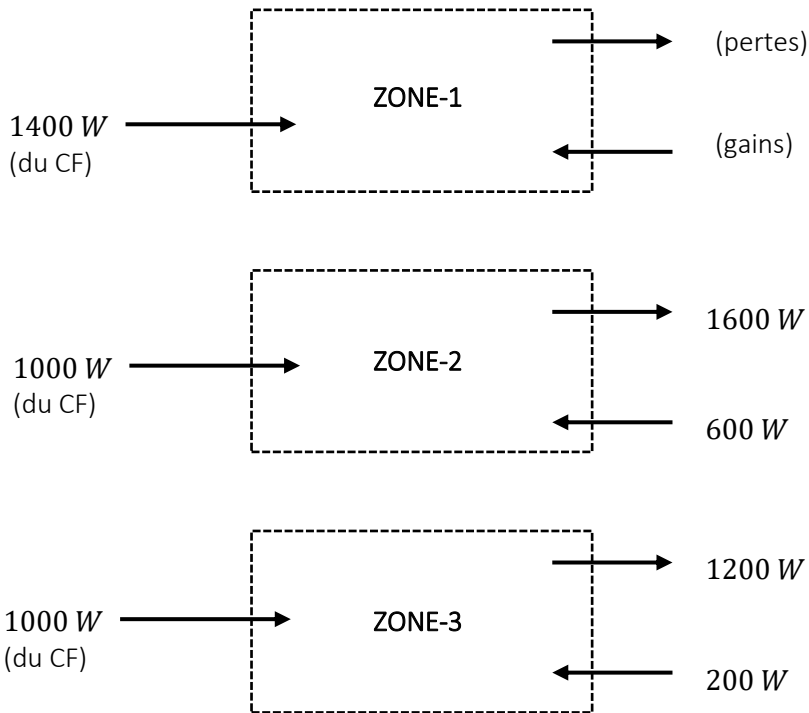 (pertes)
ZONE-1
1400 W
(du CF)
(gains)
1600 W
ZONE-2
1000 W
(du CF)
600 W
1200 W
ZONE-3
1000 W
(du CF)
200 W